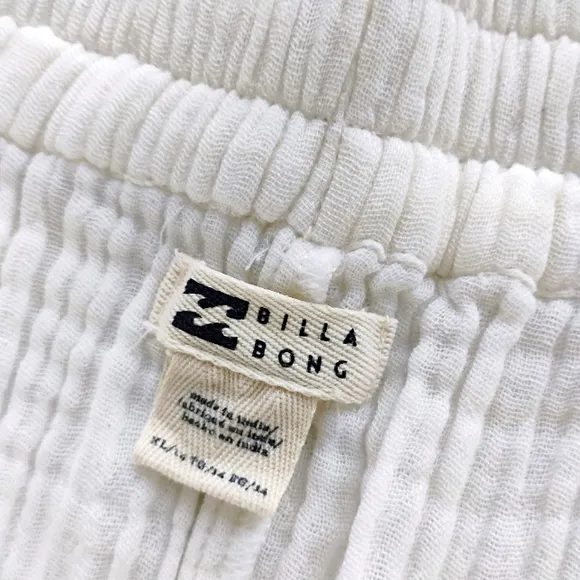 BILLA
BONG
made in india/
fabriqué en inde/
hecho en india
XL/14 TG/14 EG/14